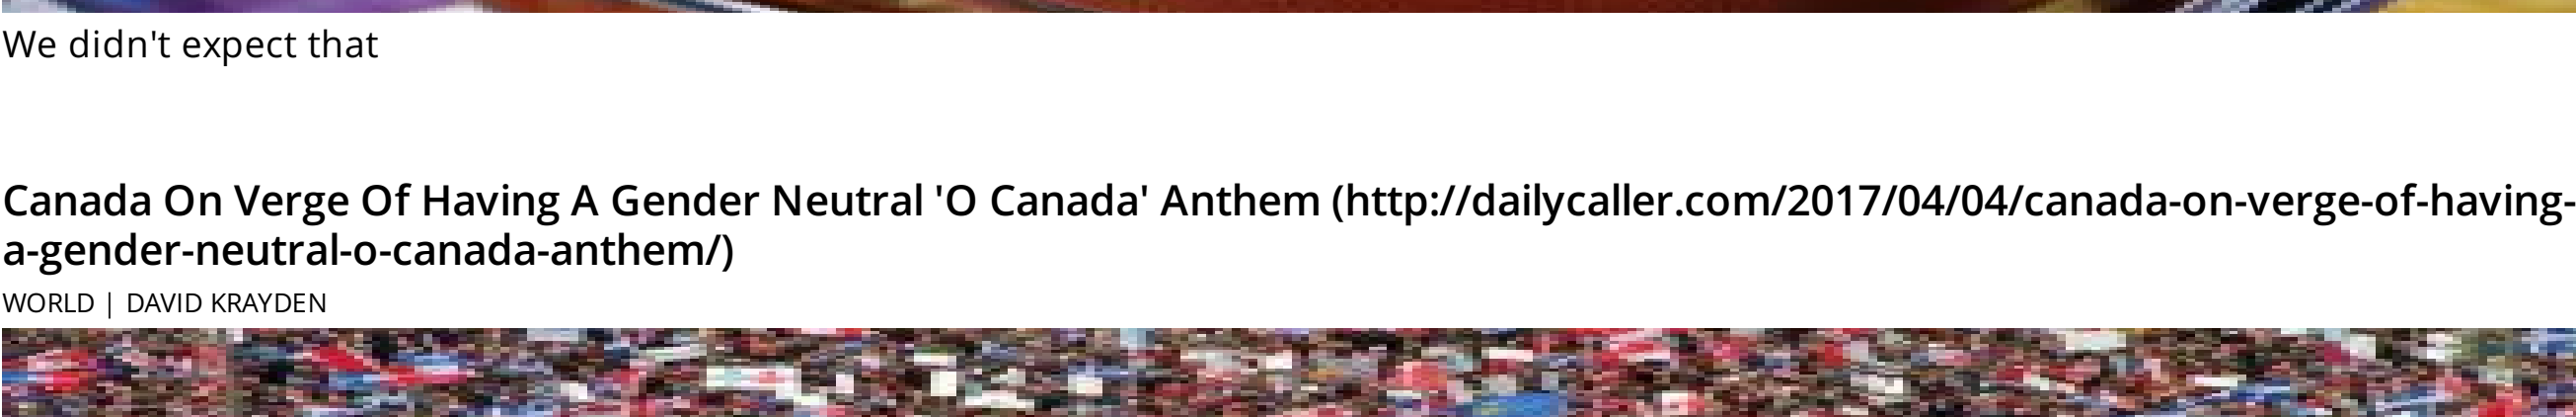 We didn't expect that
Canada On Verge Of Having A Gender Neutral 'O Canada' Anthem (http://dailycaller.com/2017/04/04/canada-on-verge-of-having-
a-gender-neutral-o-canada-anthem/)
WORLD | DAVID KRAYDEN